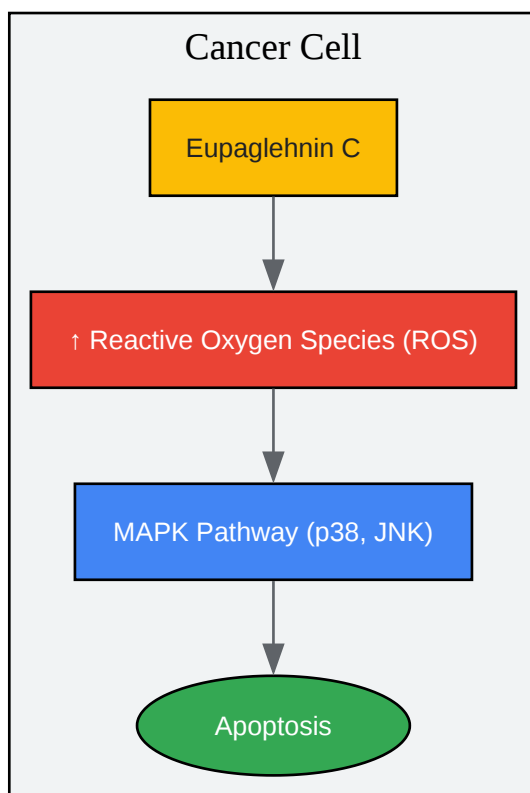 Cancer Cell
Eupaglehnin C
↑ Reactive Oxygen Species (ROS)
MAPK Pathway (p38, JNK)
Apoptosis